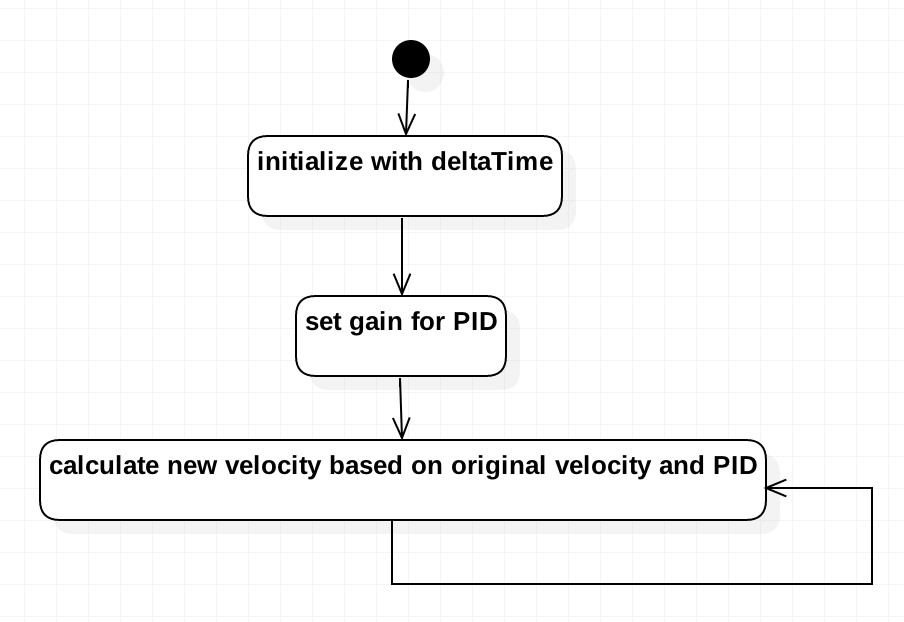 initialize with deltaTime
set gain for PID
calculate new velocity based on original velocity and PID